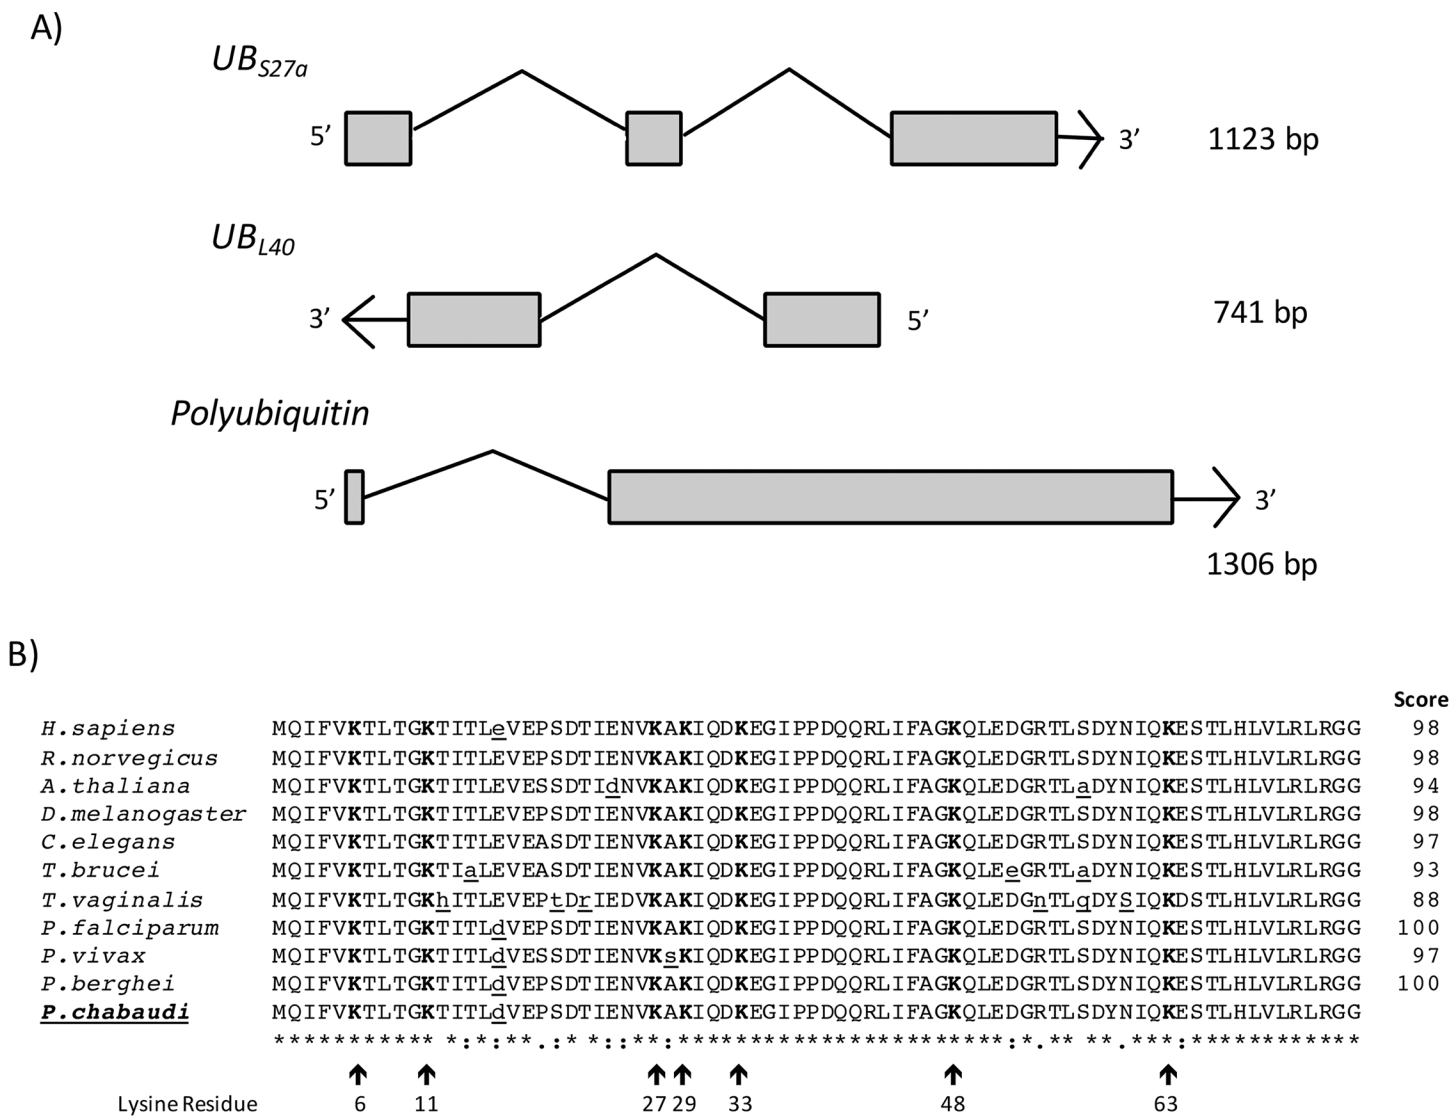 A)
UB_S27a
5’ 3’ 1123 bp
UB_L40
3’ 5’ 741 bp
Polyubiquitin
5’ 3’
1306 bp
B)
Score
H.sapiens MQIFVKTLTGKTITLeVEPSDTIENVKAKIQDKEGIPPDQQRLIFAGKQLEDGRTLSDYNIQKESTLHLVLRLRGG 98
R.norvegicus MQIFVKTLTGKTITLEVEPSDTIENVKAKIQDKEGIPPDQQRLIFAGKQLEDGRTLSDYNIQKESTLHLVLRLRGG 98
A.thaliana MQIFVKTLTGKTITLEVESSDTIdNVKAKIQDKEGIPPDQQRLIFAGKQLEDGRTLaDYNIQKESTLHLVLRLRGG 94
D.melanogaster MQIFVKTLTGKTITLEVEPSDTIENVKAKIQDKEGIPPDQQRLIFAGKQLEDGRTLSDYNIQKESTLHLVLRLRGG 98
C.elegans MQIFVKTLTGKTITLEVEASDTIENVKAKIQDKEGIPPDQQRLIFAGKQLEDGRTLSDYNIQKESTLHLVLRLRGG 97
T.brucei MQIFVKTLTGKTIaLEVEASDTIENVKAKIQDKEGIPPDQQRLIFAGKQLEeGRTLaDYNIQKESTLHLVLRLRGG 93
T.vaginalis MQIFVKTLTGKhITLEVEPtDrIEDVKAKIQDKEGIPPDQQRLIFAGKQLEDGnTLqDYSIQKDSTLHLVLRLRGG 88
P.falciparum MQIFVKTLTGKTITLdVEPSDTIENVKAKIQDKEGIPPDQQRLIFAGKQLEDGRTLSDYNIQKESTLHLVLRLRGG 100
P.vivax MQIFVKTLTGKTITLdVESSDTIENVKsKIQDKEGIPPDQQRLIFAGKQLEDGRTLSDYNIQKESTLHLVLRLRGG 97
P.berghei MQIFVKTLTGKTITLdVEPSDTIENVKAKIQDKEGIPPDQQRLIFAGKQLEDGRTLSDYNIQKESTLHLVLRLRGG 100
P.chabaudi MQIFVKTLTGKTITLdVEPSDTIENVKAKIQDKEGIPPDQQRLIFAGKQLEDGRTLSDYNIQKESTLHLVLRLRGG
*********** *:*:**.:* *::**:***********************:*.** **.***:************
Lysine Residue 6 11 27 29 33 48 63